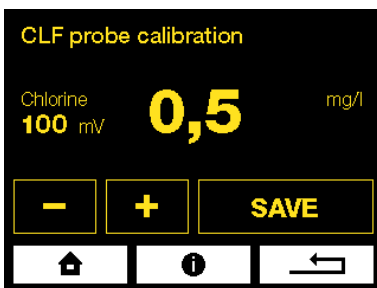 CLF probe calibration
Chlorine
100 mV
0,5
mg/l
− + SAVE